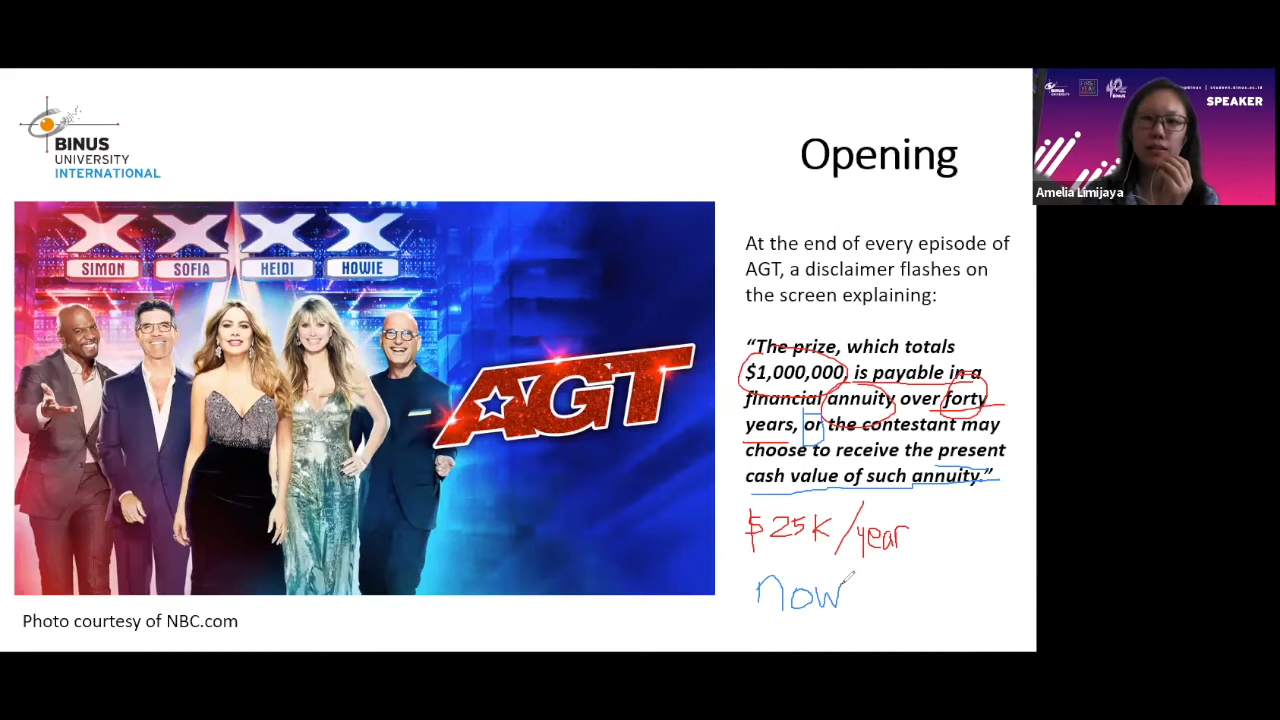 BINUS
UNIVERSITY
INTERNATIONAL
Opening
SPEAKER
Amelia Limijaya
SIMON
SOFIA
HEIDI
HOWIE
AGT
At the end of every episode of
AGT, a disclaimer flashes on
the screen explaining:
“The prize, which totals
$1,000,000, is payable in a
financial annuity over forty
years, or the contestant may
choose to receive the present
cash value of such annuity.”
$25K/year
now
Photo courtesy of NBC.com